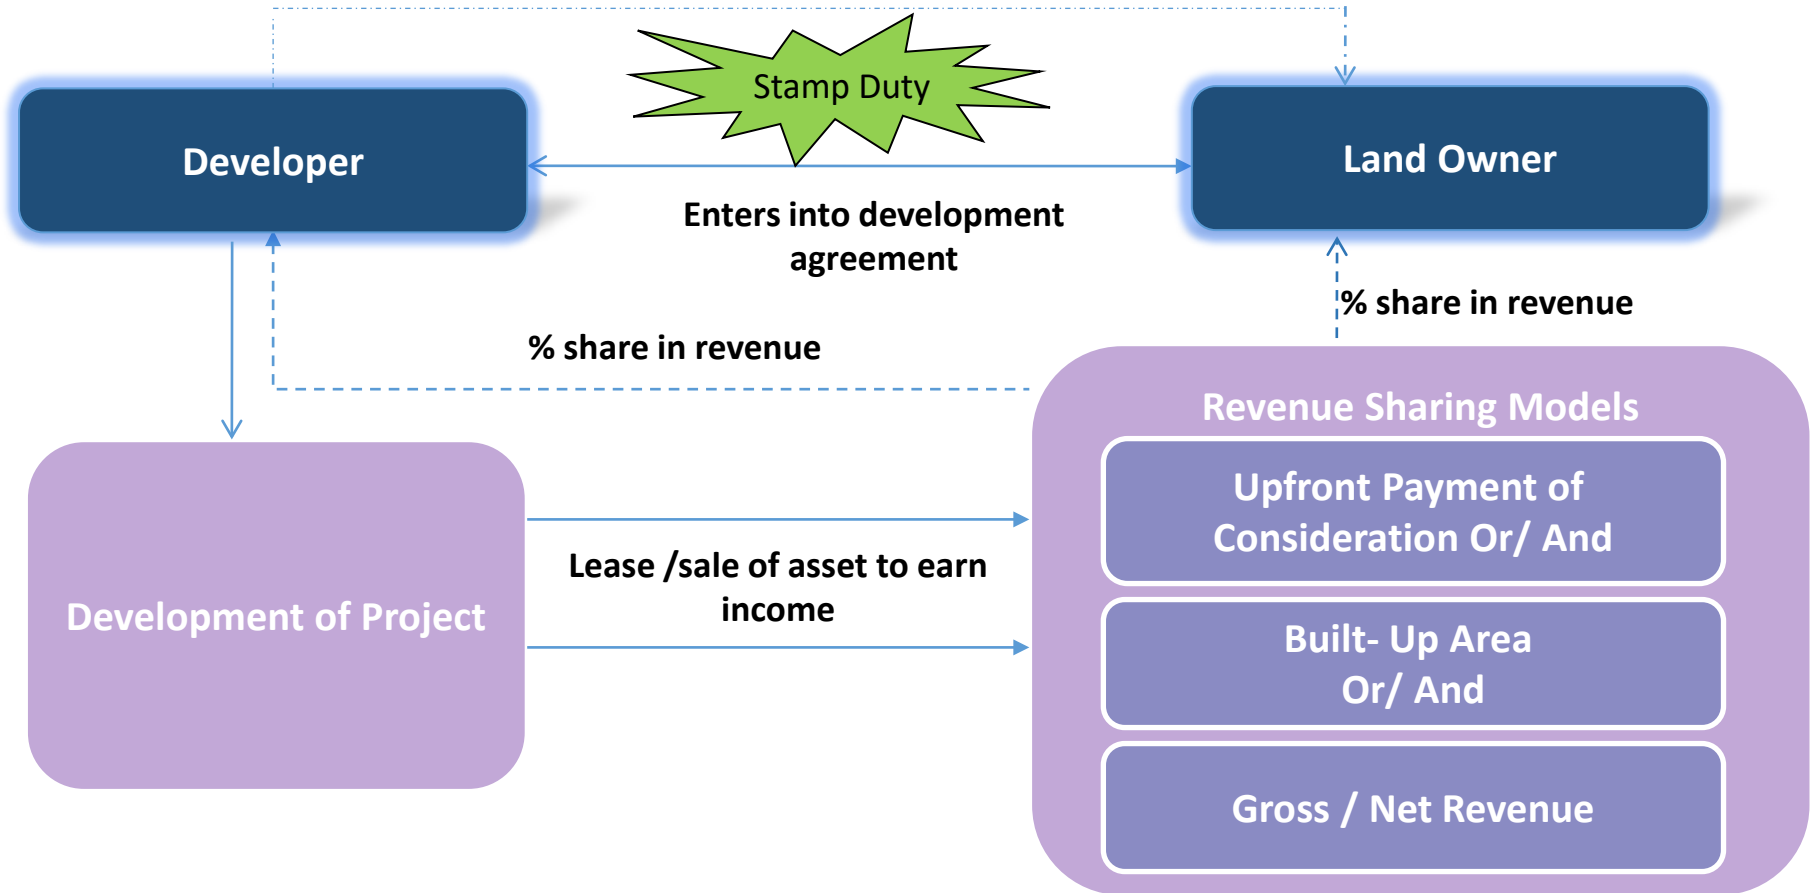 Stamp Duty
Developer
Land Owner
Enters into development
agreement
% share in revenue
% share in revenue
Revenue Sharing Models
Upfront Payment of
Consideration Or/ And
Lease /sale of asset to earn
income
Development of Project
Built- Up Area
Or/ And
Gross / Net Revenue